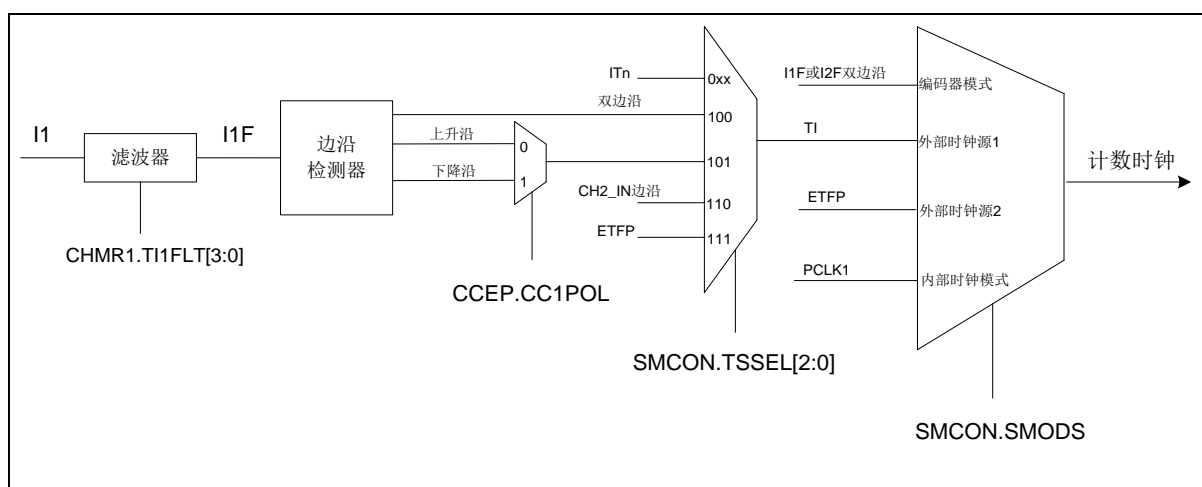 I1
滤波器
CHMR1.TI1FLT[3:0]
I1F
边沿
检测器
双边沿
上升沿
下降沿
0
1
CCEP.CC1POL
ITn
CH2_IN边沿
ETFP
0xx
100
101
110
111
SMCON.TSSEL[2:0]
I1F或I2F双边沿
TI
ETFP
PCLK1
编码器模式
外部时钟源1
外部时钟源2
内部时钟模式
SMCON.SMODS
计数时钟